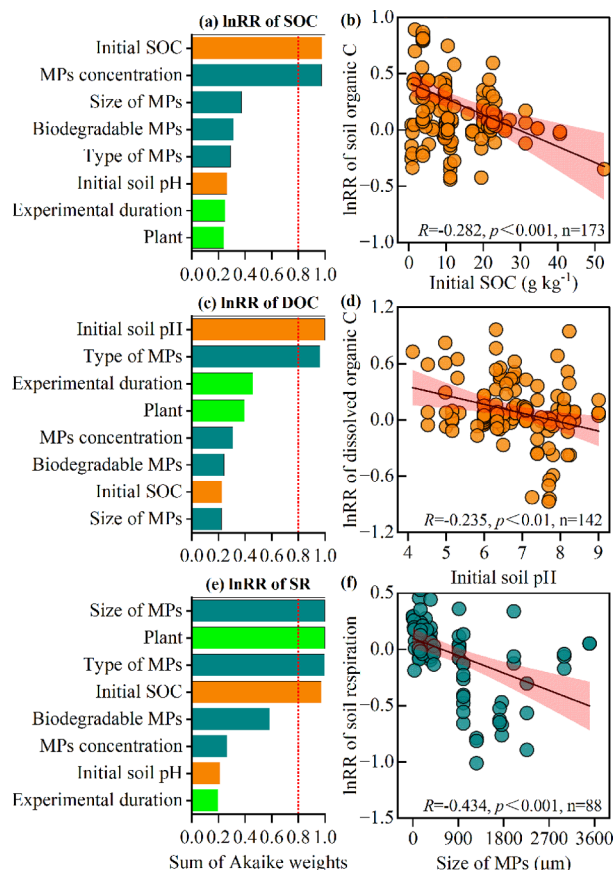 (a) lnRR of SOC
Initial SOC
MPs concentration
Size of MPs
Biodegradable MPs
Type of MPs
Initial soil pH
Experimental duration
Plant
0.0 0.2 0.4 0.6 0.8 1.0
(b)
lnRR of soil organic C
1.0
0.5
0.0
-0.5
-1.0
R=-0.282, p<0.001, n=173
0 10 20 30 40 50
Initial SOC (g kg⁻¹)
(c) lnRR of DOC
Initial soil pII
Type of MPs
Experimental duration
Plant
MPs concentration
Biodegradable MPs
Initial SOC
Size of MPs
0.0 0.2 0.4 0.6 0.8 1.0
(d)
lnRR of dissolved organic C
1.2
0.6
0.0
-0.6
-1.2
R=-0.235, p<0.01, n=142
4 5 6 7 8 9
Initial soil pII
(e) lnRR of SR
Size of MPs
Plant
Type of MPs
Initial SOC
Biodegradable MPs
MPs concentration
Initial soil pH
Experimental duration
0.0 0.2 0.4 0.6 0.8 1.0
Sum of Akaike weights
(f)
lnRR of soil respiration
0.5
0.0
-0.5
-1.0
-1.5
R=-0.434, p<0.001, n=88
0 900 1800 2700 3600
Size of MPs (μm)